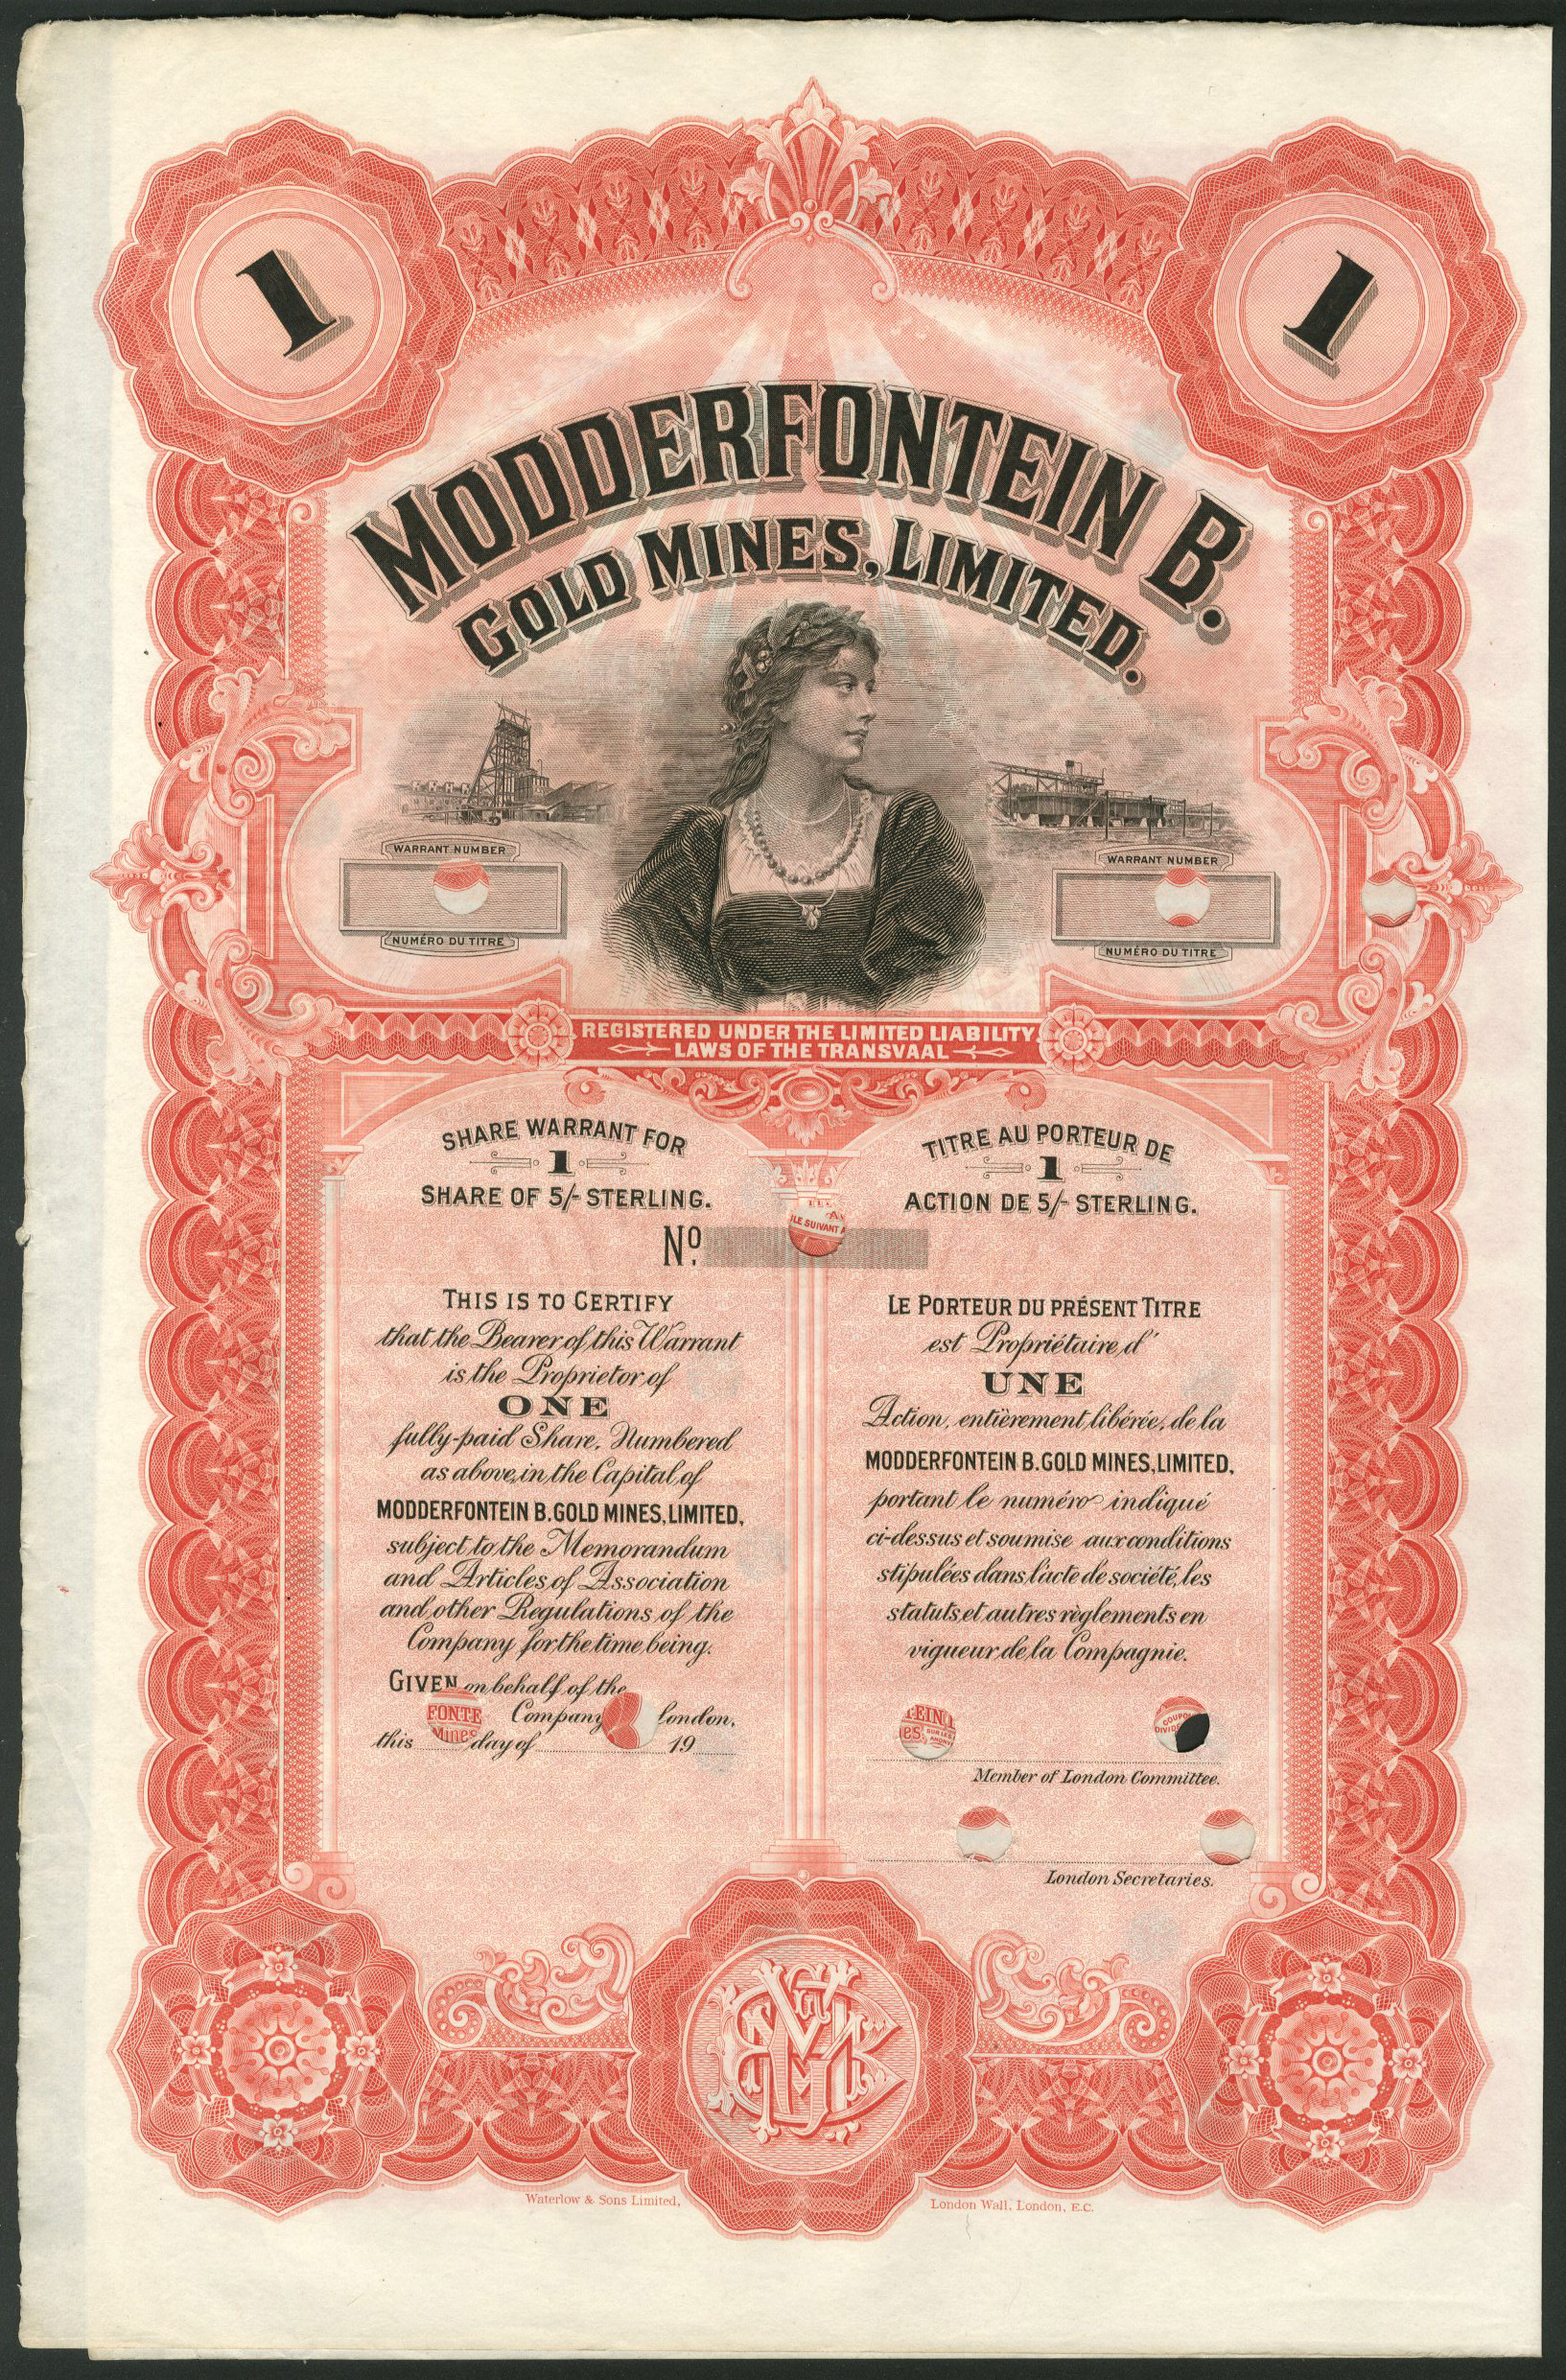 1
1
MODDERFONTEIN B.
GOLD MINES, LIMITED.
WARRANT NUMBER
NUMÉRO DU TITRE
WARRANT NUMBER
NUMÉRO DU TITRE
REGISTERED UNDER THE LIMITED LIABILITY
LAWS OF THE TRANSVAAL
SHARE WARRANT FOR
1
SHARE OF 5/- STERLING.
TITRE AU PORTEUR DE
1
ACTION DE 5/- STERLING.
ILE SUIVANT A
No.
THIS IS TO CERTIFY
that the Bearer of this Warrant
is the Proprietor of
ONE
fully-paid Share, Numbered
as above, in the Capital of
MODDERFONTEIN B. GOLD MINES, LIMITED,
subject to the Memorandum
and Articles of Association
and other Regulations of the
Company for the time being.
GIVEN on behalf of the
Company London,
this day of 19
FONTE
Mines
LE PORTEUR DU PRÉSENT TITRE
est Propriétaire d'
UNE
Action, entièrement libérée, de la
MODDERFONTEIN B. GOLD MINES, LIMITED,
portant le numéro indiqué
ci-dessus et soumise aux conditions
stipulées dans l'acte de société, les
statuts et autres règlements en
vigueur de la Compagnie.
TEIN
es.
COUPON
DIVID
Member of London Committee.
London Secretaries.
Waterlow & Sons Limited,
London Wall, London, E.C.